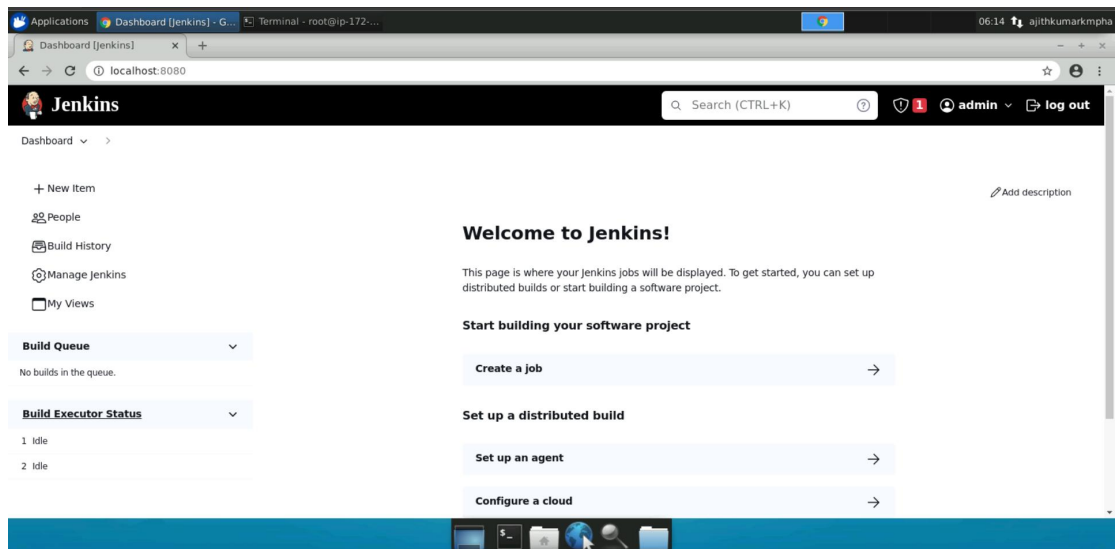 Applications Dashboard [Jenkins] - G... Terminal - root@ip-172-... 06:14 ajithkumarmpha
Dashboard [Jenkins] x +
localhost:8080
Jenkins Search (CTRL+K) ? 1 admin log out
Dashboard
+ New Item
Add description
People
Build History
Manage Jenkins
My Views
Welcome to Jenkins!
This page is where your Jenkins jobs will be displayed. To get started, you can set up
distributed builds or start building a software project.
Start building your software project
Create a job
Set up a distributed build
Set up an agent
Configure a cloud
Build Queue
No builds in the queue.
Build Executor Status
1 Idle
2 Idle
$_